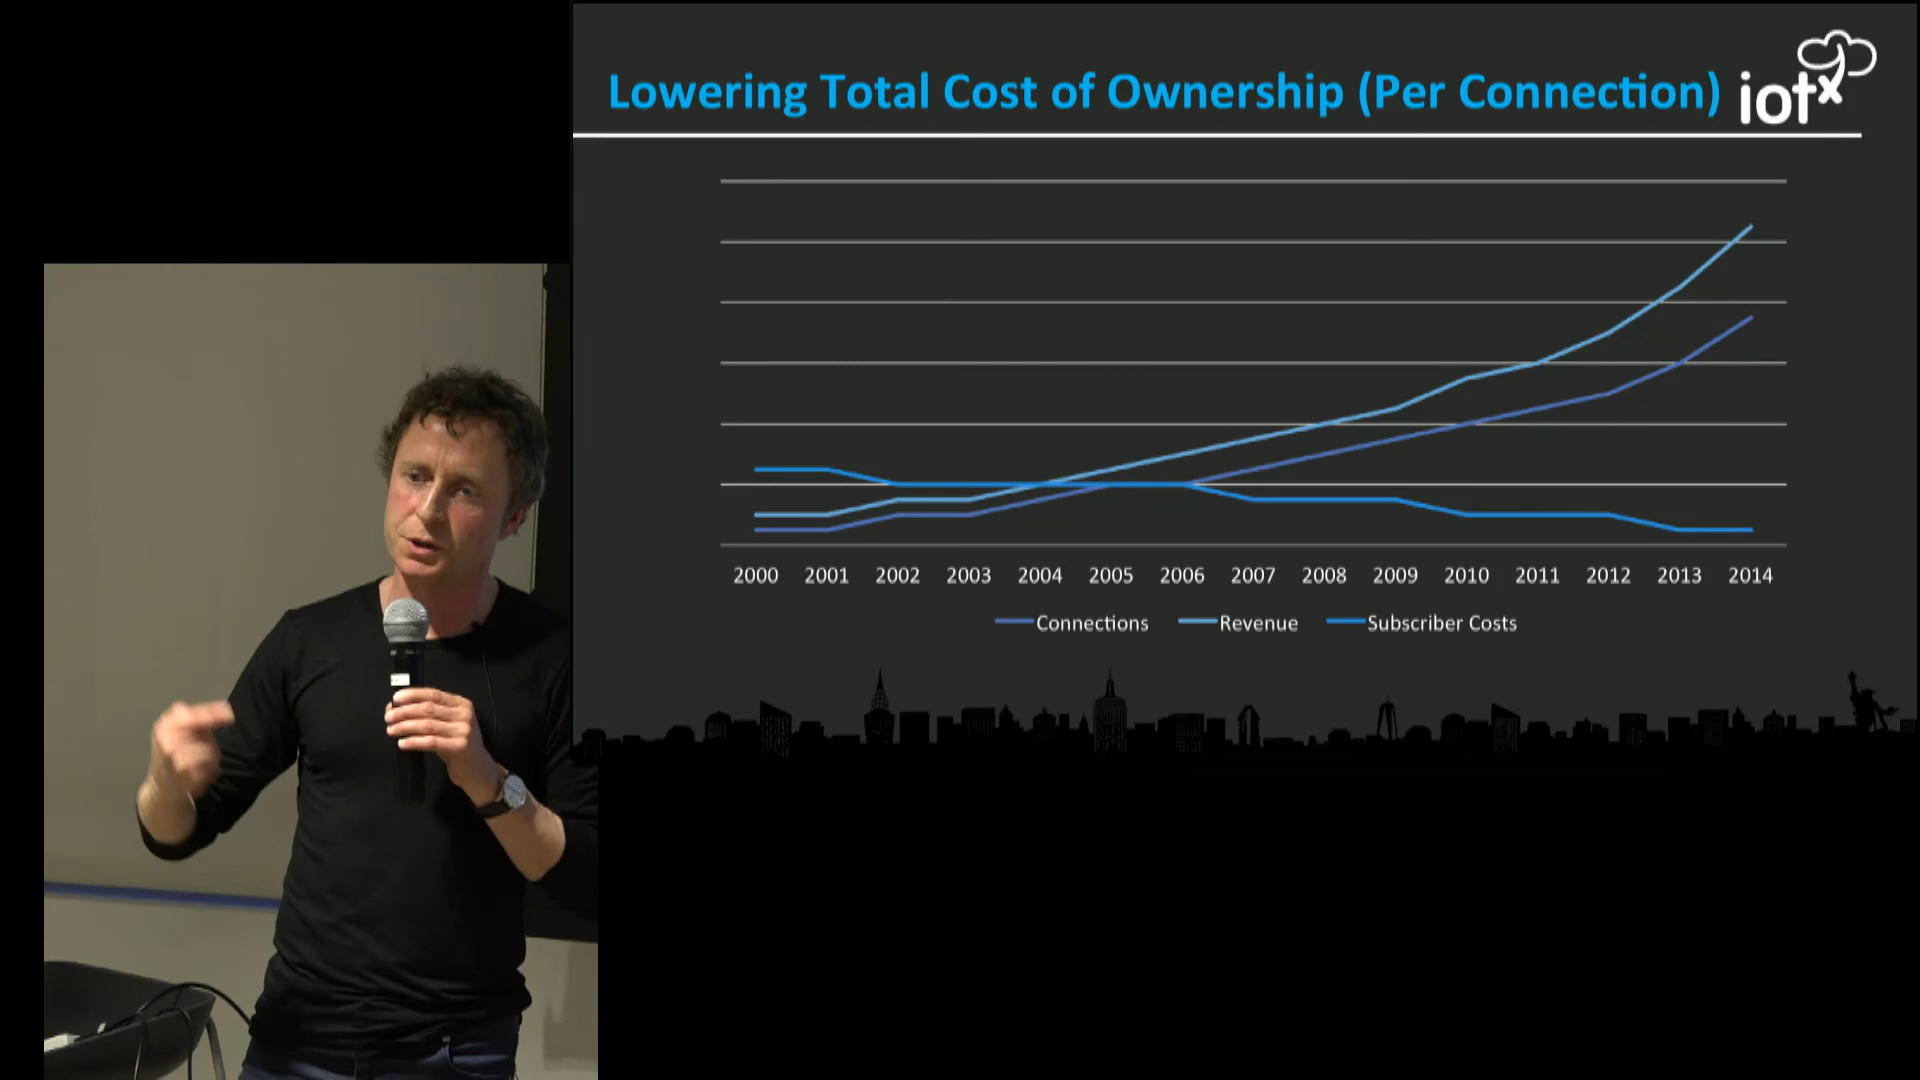 Lowering Total Cost of Ownership (Per Connection)
iotx
2000 2001 2002 2003 2004 2005 2006 2007 2008 2009 2010 2011 2012 2013 2014
Connections Revenue Subscriber Costs